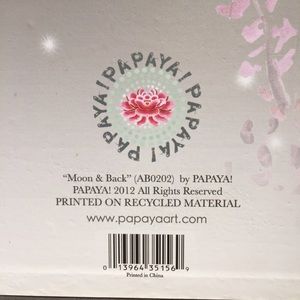 PAPAYA! PAPAYA! PAPAYA! PAPAYA!
"Moon & Back" (AB0202) by PAPAYA!
PAPAYA! 2012 All Rights Reserved
PRINTED ON RECYCLED MATERIAL
www.papayaart.com
0 13964 35156 9
Printed in China